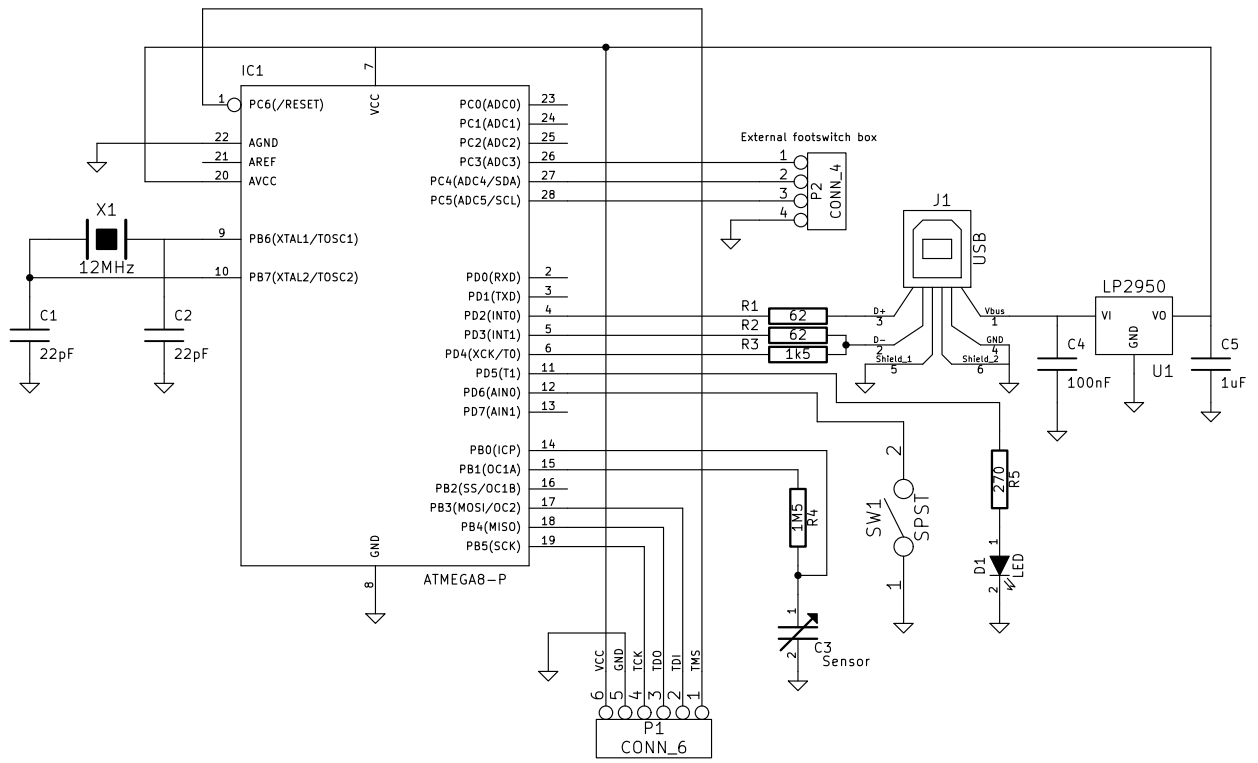 IC1
7
VCC
1 PC6(/RESET)
22 AGND
21 AREF
20 AVCC
X1
12MHz
9 PB6(XTAL1/TOSC1)
10 PB7(XTAL2/TOSC2)
C1
22pF
C2
22pF
PC0(ADC0) 23
PC1(ADC1) 24
PC2(ADC2) 25
PC3(ADC3) 26
PC4(ADC4/SDA) 27
PC5(ADC5/SCL) 28
PD0(RXD) 2
PD1(TXD) 3
PD2(INT0) 4
PD3(INT1) 5
PD4(XCK/T0) 6
PD5(T1) 11
PD6(AIN0) 12
PD7(AIN1) 13
PB0(ICP) 14
PB1(OC1A) 15
PB2(SS/OC1B) 16
PB3(MOSI/OC2) 17
PB4(MISO) 18
PB5(SCK) 19
GND
8
ATMEGA8-P
External footswitch box
1
2
3
4
P2
CONN_4
J1
USB
R1 62
R2 62
R3 1k5
D+
3
D-
2
Shield_1
5
Vbus
1
GND
4
Shield_2
6
LP2950
VI VO
GND
U1
C4
100nF
C5
1uF
270
R5
D1
1
2
LED
2
SW1
SPST
1
1M5
R4
1
2
C3
Sensor
VCC
GND
TCK
TDO
TDI
TMS
6
5
4
3
2
1
P1
CONN_6